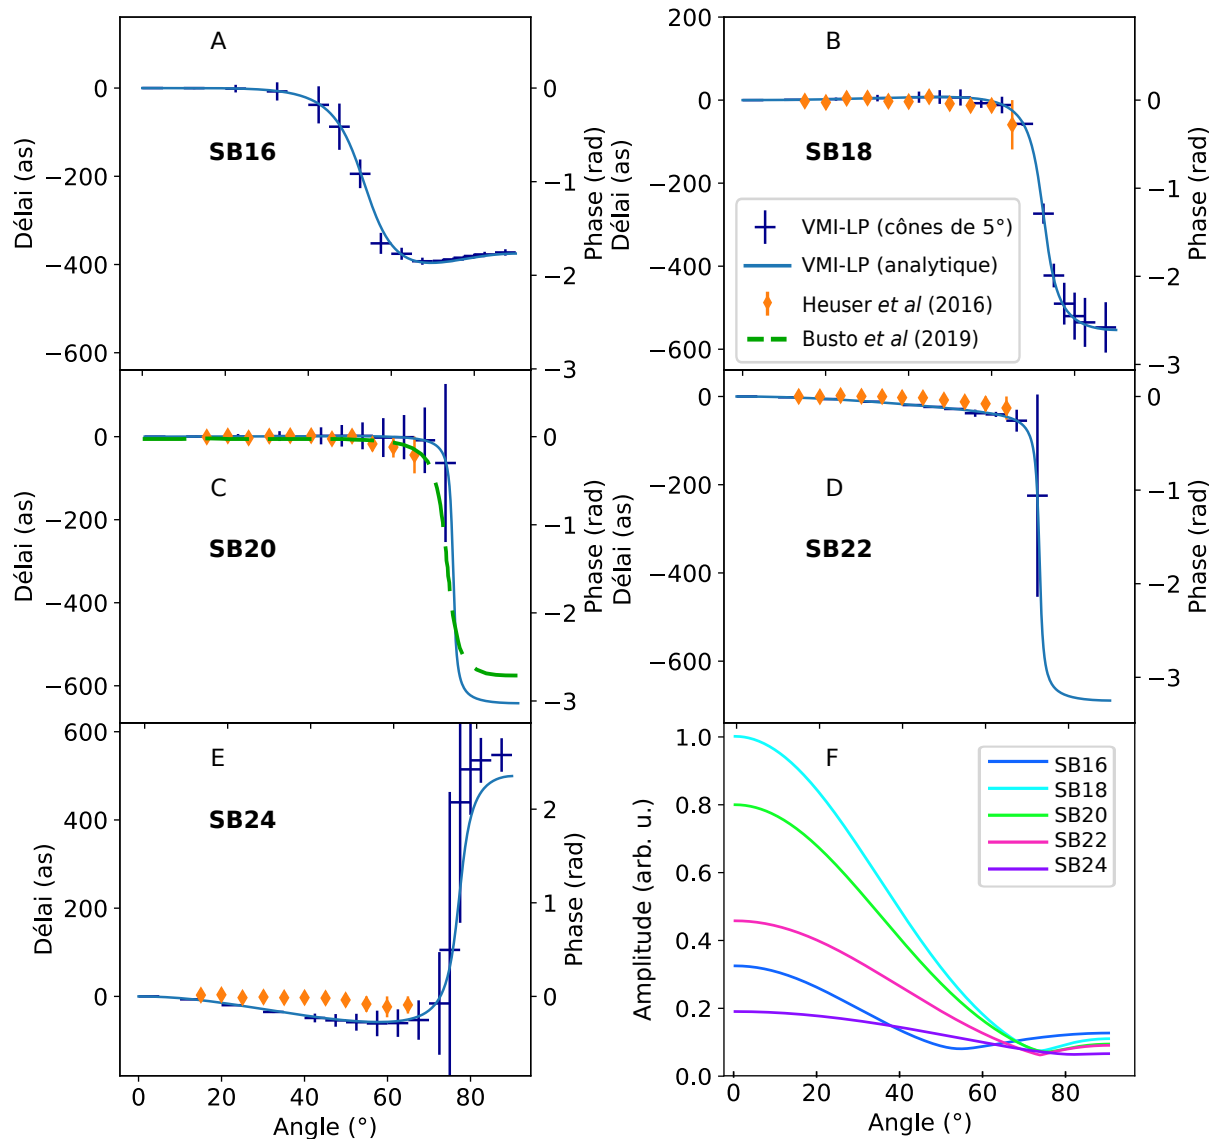 A
B
0
−200
−400
−600
Délai (as)
SB16
0
−1
−2
−3
Phase (rad)
200
0
−200
−400
−600
Délai (as)
SB18
VMI-LP (cônes de 5°)
VMI-LP (analytique)
Heuser et al (2016)
Busto et al (2019)
0
−1
−2
−3
Phase (rad)
C
D
0
−200
−400
−600
Délai (as)
SB20
0
−1
−2
−3
Phase (rad)
0
−200
−400
−600
Délai (as)
SB22
0
−1
−2
−3
Phase (rad)
E
F
600
400
200
0
Délai (as)
SB24
2
1
0
Phase (rad)
0 20 40 60 80
Angle (°)
1.0
0.8
0.6
0.4
0.2
0.0
Amplitude (arb. u.)
SB16
SB18
SB20
SB22
SB24
0 20 40 60 80
Angle (°)